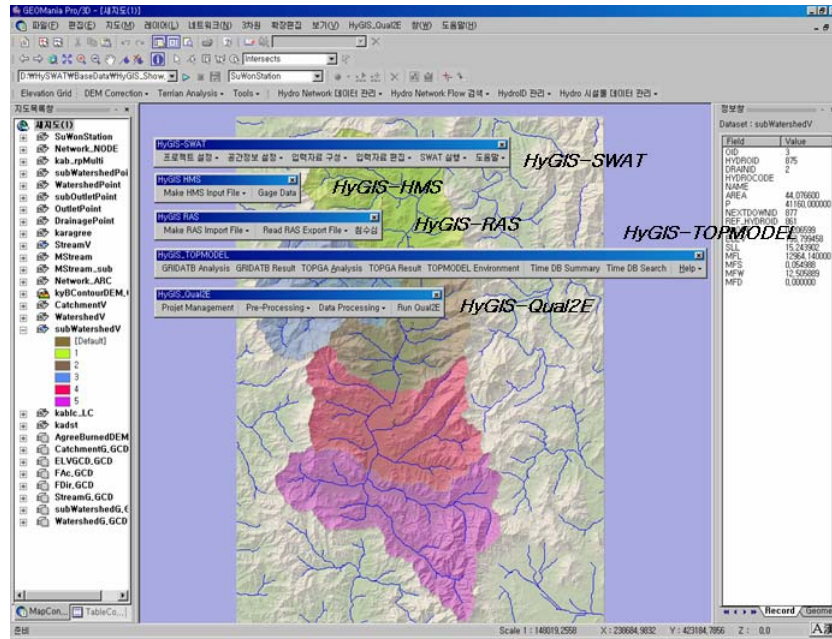 GEOMania Pro/3D - [새지도(1)]
파일(F) 편집(E) 지도(M) 레이어(L) 네트워크(N) 3차원 확장편집 보기(V) HyGIS_Qual2E 창(W) 도움말(H)
Intersects
D:₩HySWAT₩BaseData₩HyGIS_Show, SuWonStation
Elevation Grid DEM Correction Terrian Analysis Tools Hydro Network 데이터 관리 Hydro Network Flow 검색 HydroID 관리 Hydro 시설물 데이터 관리
지도목록창
새지도(1)
SuWonStation
Network_NODE
kab_rpMulti
subWatershedPoi
WatershedPoint
subOutletPoint
OutletPoint
DrainagePoint
karagree
StreamV
MStream
MStream_sub
Network_ARC
kyBContourDEM,
CatchmentV
WatershedV
subWatershedV
[Default]
1
2
3
4
5
kablc_LC
kadst
AgreeBurnedDEM
CatchmentG,GCD
ELVGCD,GCD
FAc,GCD
FDir,GCD
StreamG,GCD
subWatershedG,
WatershedG,GCD
MapCon... TableCo...
HyGIS-SWAT
프로젝트 설정 공간정보 설정 입력자료 구성 입력자료 편집 SWAT 실행 도움말
HyGIS-SWAT
HyGIS HMS
Make HMS Input File Gage Data
HyGIS-HMS
HyGIS RAS
Make RAS Import File Read RAS Export File 침수심
HyGIS-RAS
HyGIS-TOPMODEL
HyGIS_TOPMODEL
GRIDATB Analysis GRIDATB Result TOPGA Analysis TOPGA Result TOPMODEL Environment Time DB Summary Time DB Search Help
HyGIS_Qual2E
Projet Management Pre-Processing Data Processing Run Qual2E
HyGIS-Qual2E
정보창
Dataset : subWatershedV
Field Value
OID 3
HYDROID 875
DRAINID 2
HYDROCODE
NAME
AREA 44,076600
P 41160,000000
NEXTDOWNID 877
REF_HYDROID 861
SLL 15,243902
MFL 12964,140000
MFS 0,054988
MFW 12,505889
MFD 0,000000
Record Geome
준비
Scale 1 : 148019,2558 X : 238684,9832 Y : 423184,7856 Z : 0,0